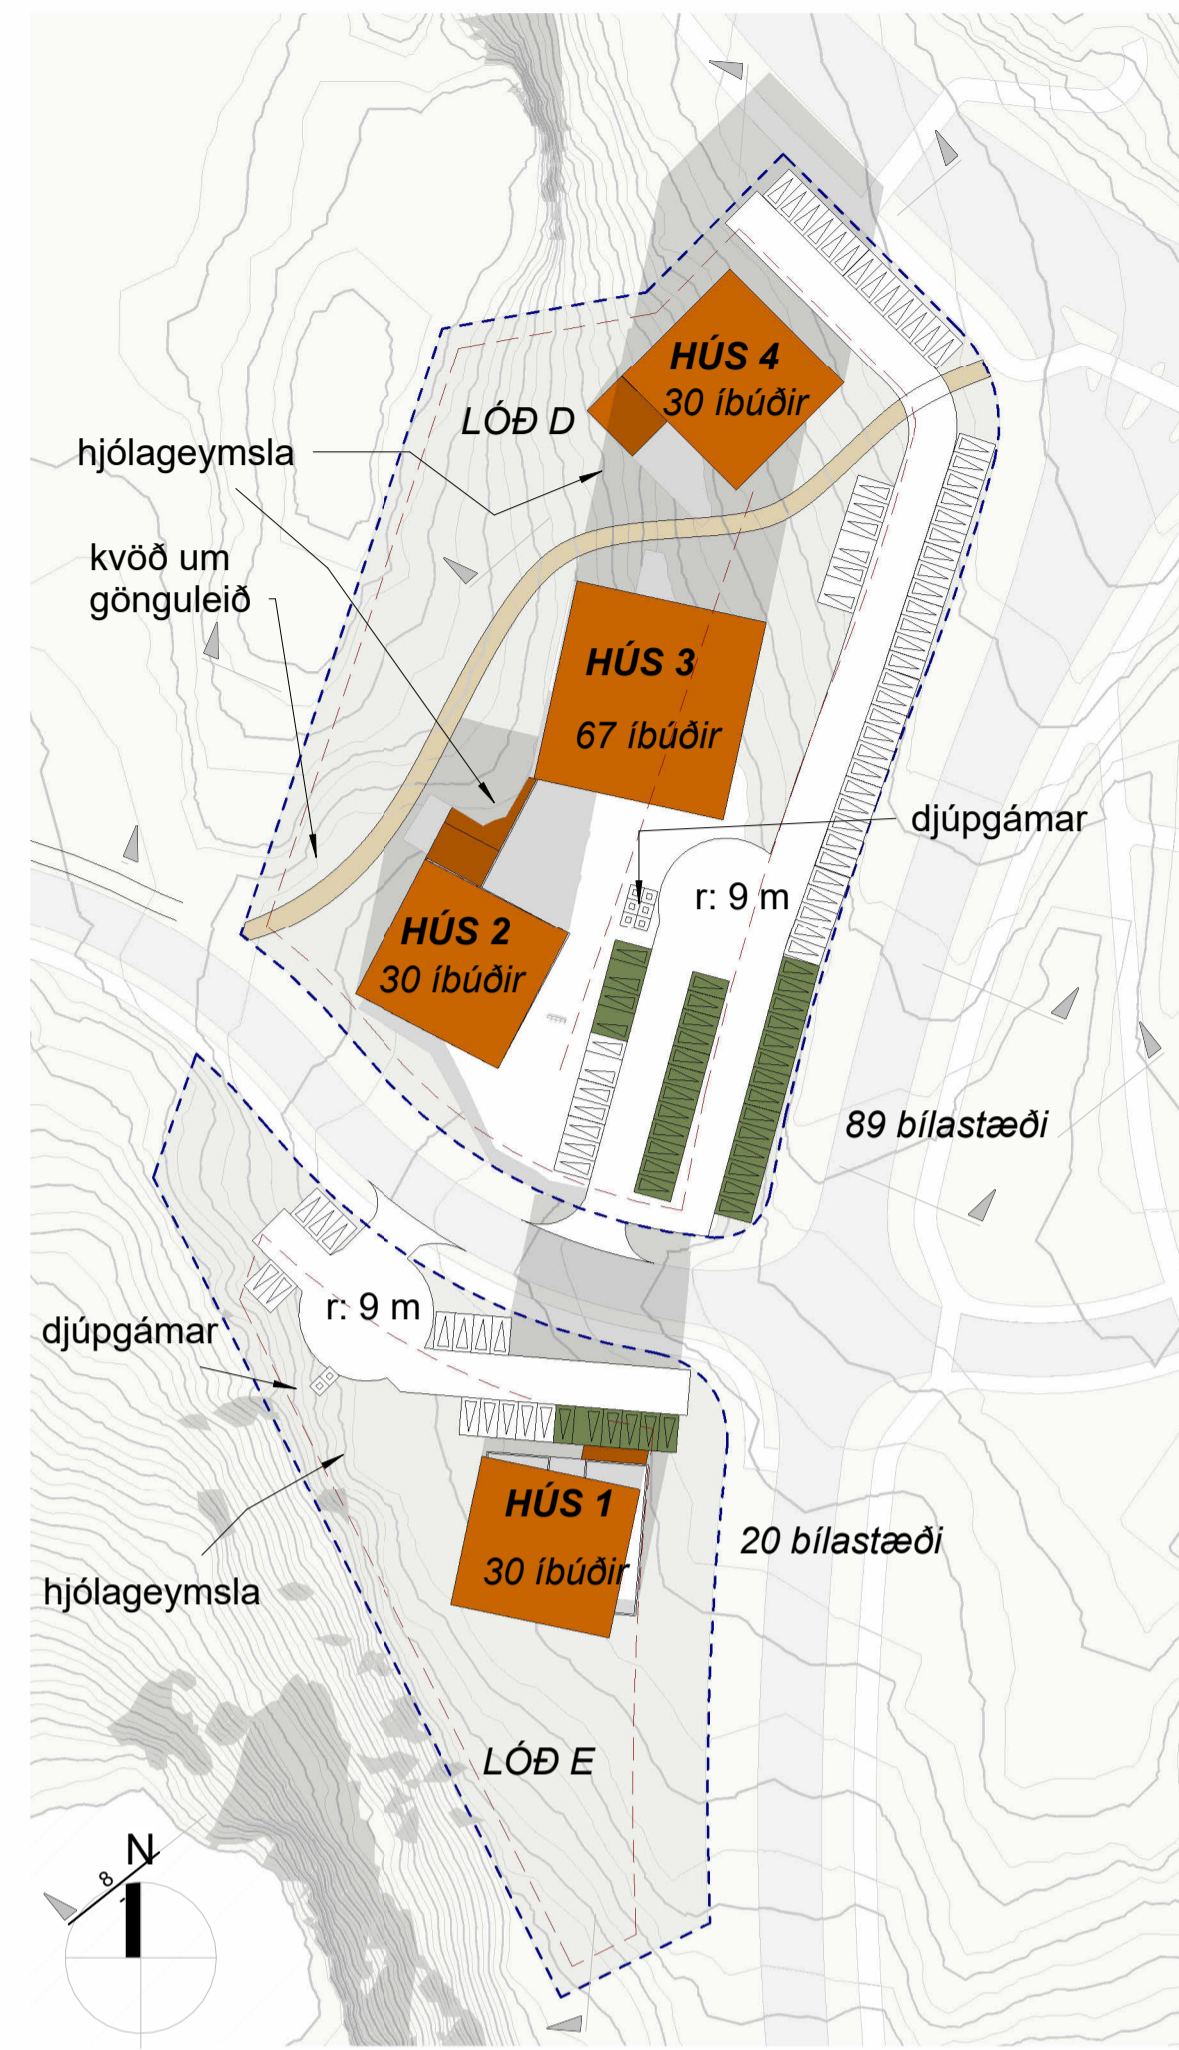 HÚS 4
30 íbúðir
LÓÐ D
hjólageymsla
kvöð um
gönguleið
HÚS 3
67 íbúðir
djúpgámar
r: 9 m
HÚS 2
30 íbúðir
89 bílastæði
r: 9 m
djúpgámar
HÚS 1
30 íbúðir
20 bílastæði
hjólageymsla
LÓÐ E
N
8